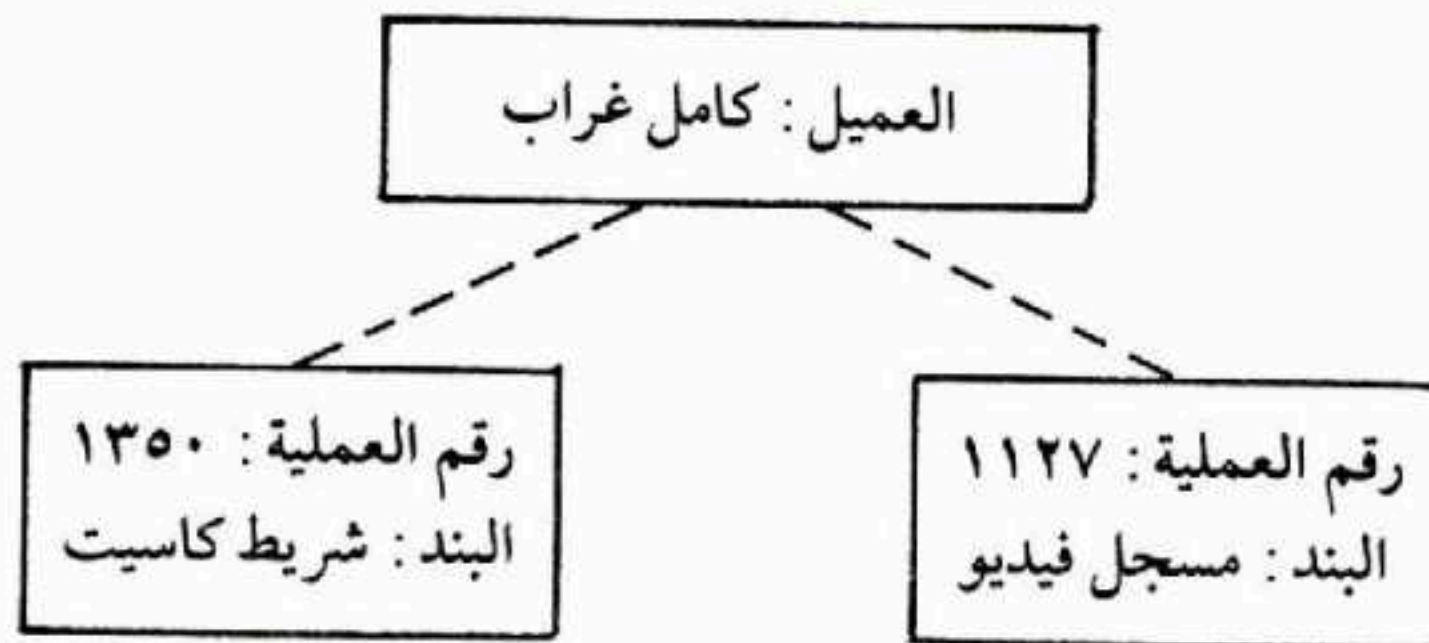 العميل : كامل غراب
رقم العملية : ١١٢٧
البند : مسجل فيديو
رقم العملية : ١٣٥٠
البند : شريط كاسيت